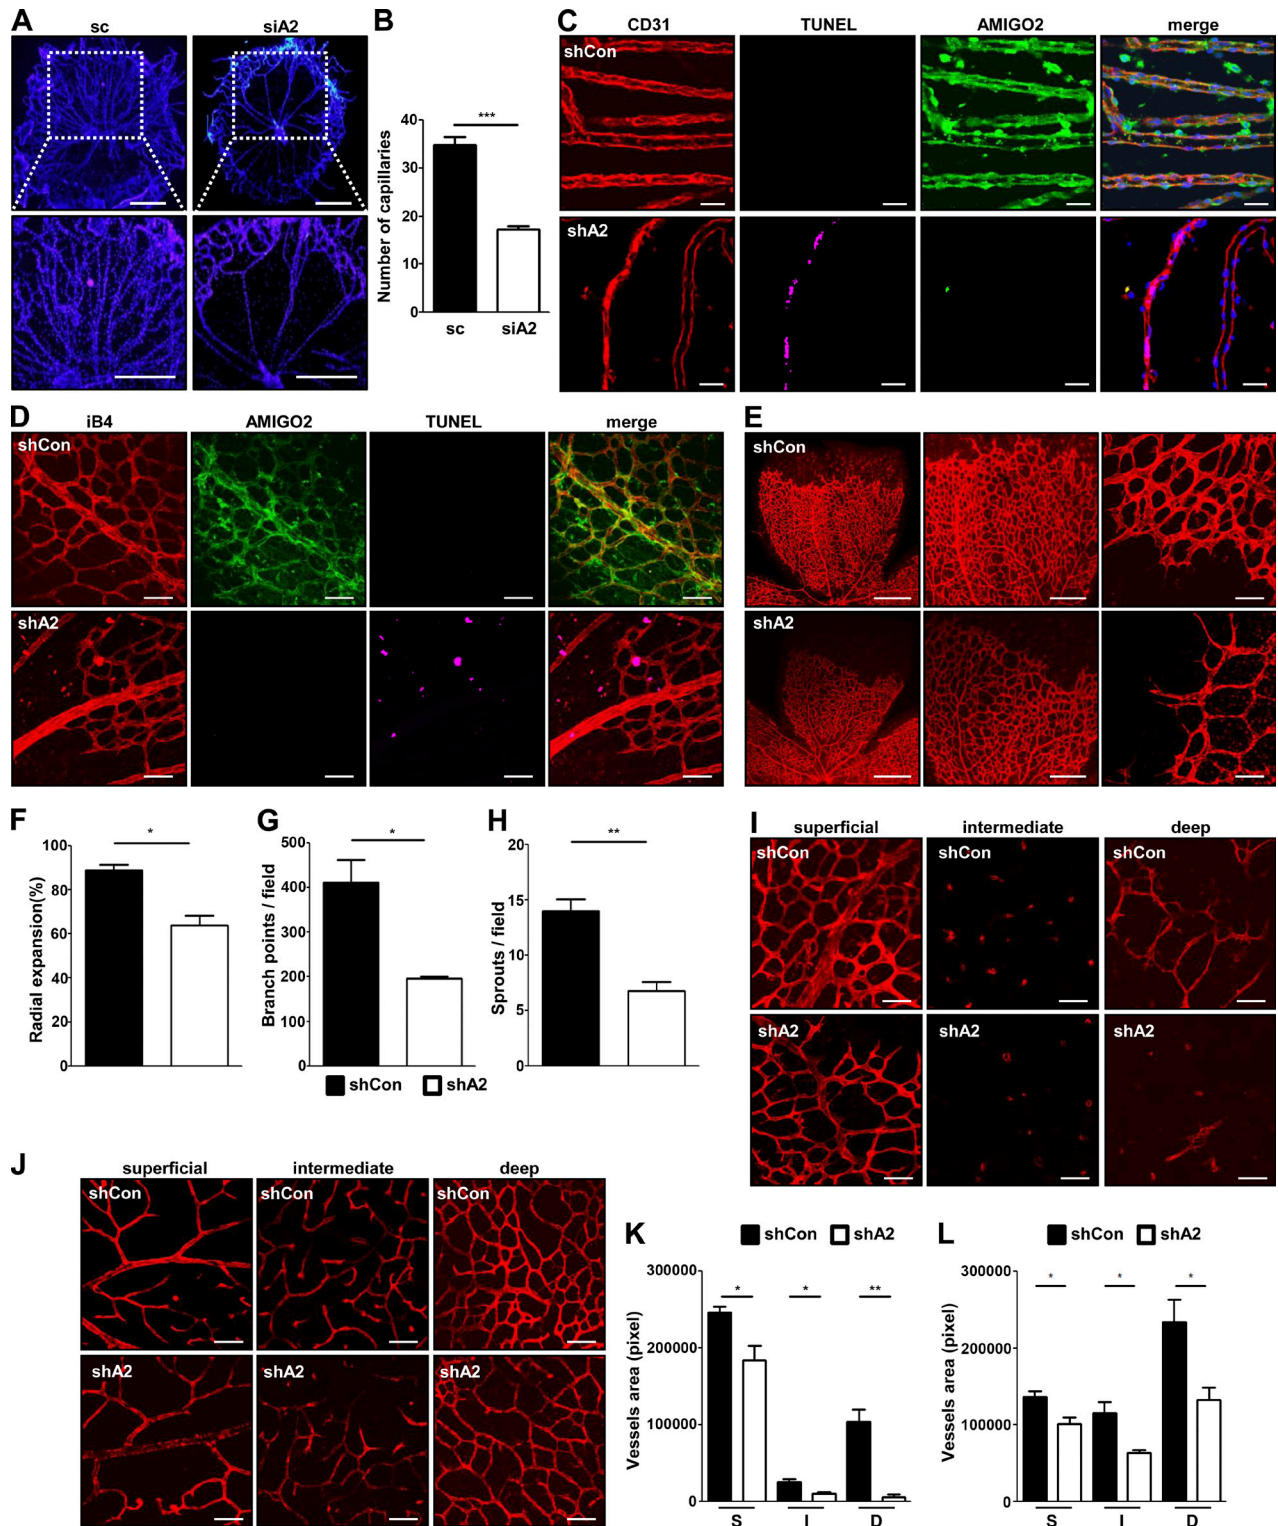 A
sc
siA2
B
***
Number of capillaries
40
30
20
10
0
sc
siA2
C
CD31
TUNEL
AMIGO2
merge
shCon
shA2
D
iB4
AMIGO2
TUNEL
merge
shCon
shA2
E
shCon
shA2
F
*
Radial expansion(%)
100
80
60
40
20
0
G
*
Branch points / field
500
400
300
200
100
0
H
**
Sprouts / field
20
15
10
5
0
shCon
shA2
I
superficial
intermediate
deep
shCon
shCon
shCon
shA2
shA2
shA2
J
superficial
intermediate
deep
shCon
shCon
shCon
shA2
shA2
shA2
K
shCon
shA2
Vessels area (pixel)
300000
200000
100000
0
*
*
**
S
I
D
L
shCon
shA2
Vessels area (pixel)
300000
200000
100000
0
*
*
*
S
I
D